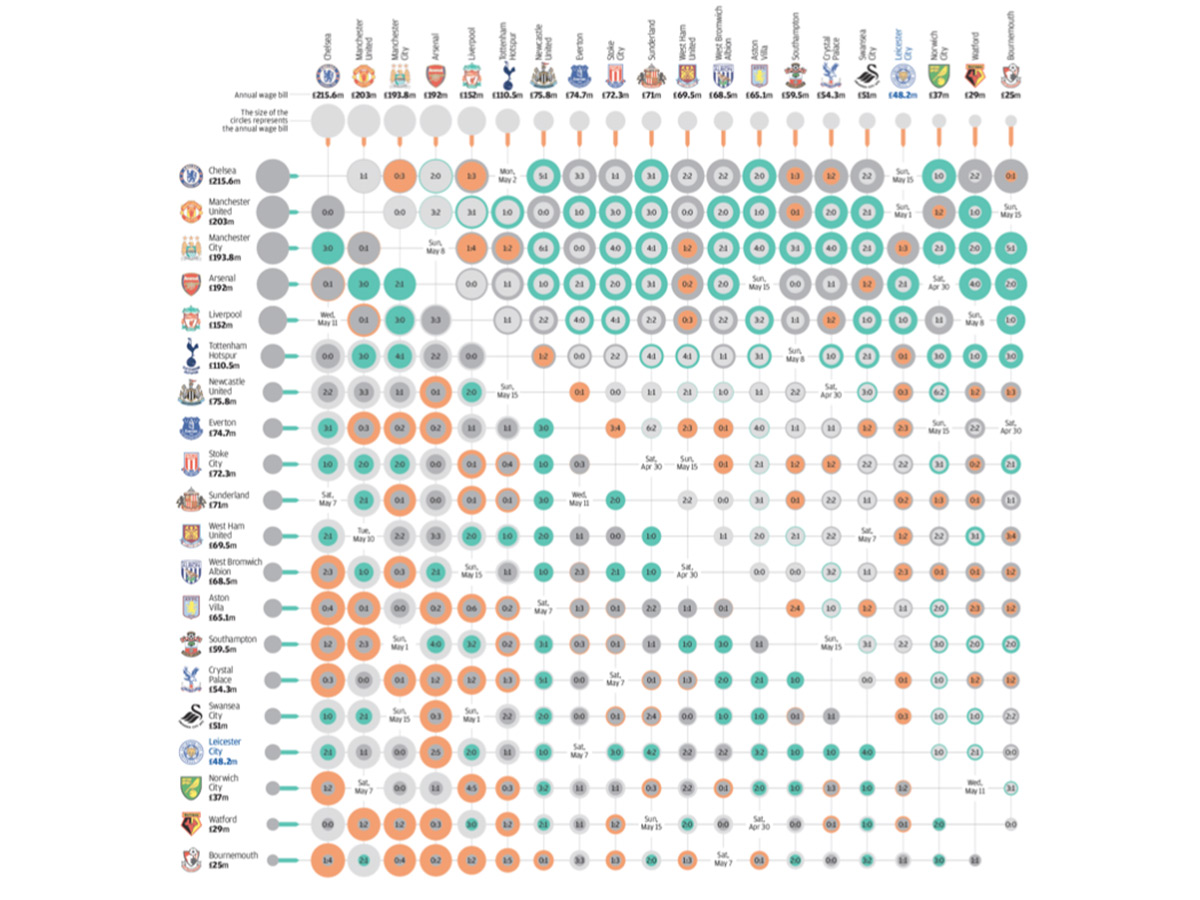 Chelsea
Manchester United
Manchester City
Arsenal
Liverpool
Tottenham Hotspur
Newcastle United
Everton
Stoke City
Sunderland
West Ham United
West Bromwich Albion
Aston Villa
Southampton
Crystal Palace
Swansea City
Leicester City
Norwich City
Watford
Bournemouth
Annual wage bill £215.6m £203m £193.8m £192m £152m £110.5m £75.8m £74.7m £72.3m £71m £69.5m £68.5m £65.1m £59.5m £54.3m £51m £48.2m £37m £29m £25m
The size of the
circles represents
the annual wage bill
Chelsea
£215.6m
1:1 0:3 2:0 1:3 Mon, May 2 5:1 3:3 1:1 3:1 2:2 2:2 2:0 1:3 1:2 2:2 Sun, May 15 1:0 2:2 0:1
Manchester
United
£203m
0:0 0:0 3:2 3:1 1:0 0:0 1:0 3:0 3:0 0:0 2:0 1:0 0:1 2:0 2:1 Sun, May 1 1:2 1:0 Sun, May 15
Manchester
City
£193.8m
3:0 0:1 Sun, May 8 1:4 1:2 6:1 0:0 4:0 4:1 1:2 2:1 4:0 3:1 4:0 2:1 1:3 2:1 2:0 5:1
Arsenal
£192m
0:1 3:0 2:1 0:0 1:1 1:0 2:1 2:0 3:1 0:2 2:0 Sun, May 15 0:0 1:1 1:2 2:1 Sat, Apr 30 4:0 2:0
Liverpool
£152m
Wed, May 11 0:1 3:0 3:3 1:1 2:2 4:0 4:1 2:2 0:3 2:2 3:2 1:1 1:2 1:0 1:0 1:1 Sun, May 8 1:0
Tottenham
Hotspur
£110.5m
0:0 3:0 4:1 2:2 0:0 1:2 0:0 2:2 4:1 4:1 1:1 3:1 Sun, May 8 1:0 2:1 0:1 3:0 1:0 3:0
Newcastle
United
£75.8m
2:2 3:3 1:1 0:1 2:0 Sun, May 15 0:1 0:0 1:1 2:1 1:0 1:1 2:2 Sat, Apr 30 3:0 0:3 6:2 1:2 1:3
Everton
£74.7m
3:1 0:3 0:2 0:2 1:1 1:1 3:0 3:4 6:2 2:3 0:1 4:0 1:1 1:1 1:2 2:3 Sun, May 15 2:2 Sat, Apr 30
Stoke
City
£72.3m
1:0 2:0 2:0 0:0 0:1 0:4 1:0 0:3 Sat, Apr 30 Sun, May 15 0:1 2:1 1:2 1:2 2:2 2:2 3:1 0:2 2:1
Sunderland
£71m
Sat, May 7 2:1 0:1 0:0 0:1 0:1 3:0 Wed, May 11 2:0 2:2 0:0 3:1 0:1 2:2 1:1 0:2 1:3 0:1 1:1
West Ham
United
£69.5m
2:1 Tue, May 10 2:2 3:3 2:0 1:0 2:0 1:1 0:0 1:0 1:1 2:0 2:1 2:2 Sat, May 7 1:2 2:2 3:1 3:4
West Bromwich
Albion
£68.5m
2:3 1:0 0:3 2:1 Sun, May 15 1:1 1:0 2:3 2:1 1:0 Sat, Apr 30 0:0 0:0 3:2 1:1 2:3 0:1 0:1 1:2
Aston
Villa
£65.1m
0:4 0:1 0:0 0:2 0:6 0:2 Sat, May 7 1:3 0:1 2:2 1:1 0:1 2:4 1:0 1:2 1:1 2:0 2:3 1:2
Southampton
£59.5m
1:2 2:3 Sun, May 1 4:0 3:2 0:2 3:1 0:3 0:1 1:1 1:0 3:0 1:1 Sun, May 15 3:1 2:2 3:0 2:0 2:0
Crystal
Palace
£54.3m
0:3 0:0 0:1 1:2 1:2 1:3 5:1 0:0 Sat, May 7 0:1 1:3 2:0 2:1 1:0 0:0 0:1 1:0 1:2 1:2
Swansea
City
£51m
1:0 2:1 Sun, May 15 0:3 Sun, May 1 2:2 2:0 0:0 0:1 2:4 0:0 1:0 1:0 0:1 1:1 0:3 1:0 1:0 2:2
Leicester
City
£48.2m
2:1 1:1 0:0 2:5 2:0 1:1 1:0 Sat, May 7 3:0 4:2 2:2 2:2 3:2 1:0 1:0 4:0 1:0 2:1 0:0
Norwich
City
£37m
1:2 Sat, May 7 0:0 1:1 4:5 0:3 3:2 1:1 1:1 0:3 2:2 0:1 2:0 1:0 1:3 1:0 1:2 Wed, May 11 3:1
Watford
£29m
0:0 1:2 1:2 0:3 3:0 1:2 2:1 1:1 1:2 Sun, May 15 2:0 0:0 Sat, Apr 30 0:0 0:1 1:0 0:1 2:0 0:0
Bournemouth
£25m
1:4 2:1 0:4 0:2 1:2 1:5 0:1 3:3 1:3 2:0 1:3 Sat, May 7 0:1 2:0 0:0 3:2 1:1 3:0 1:1